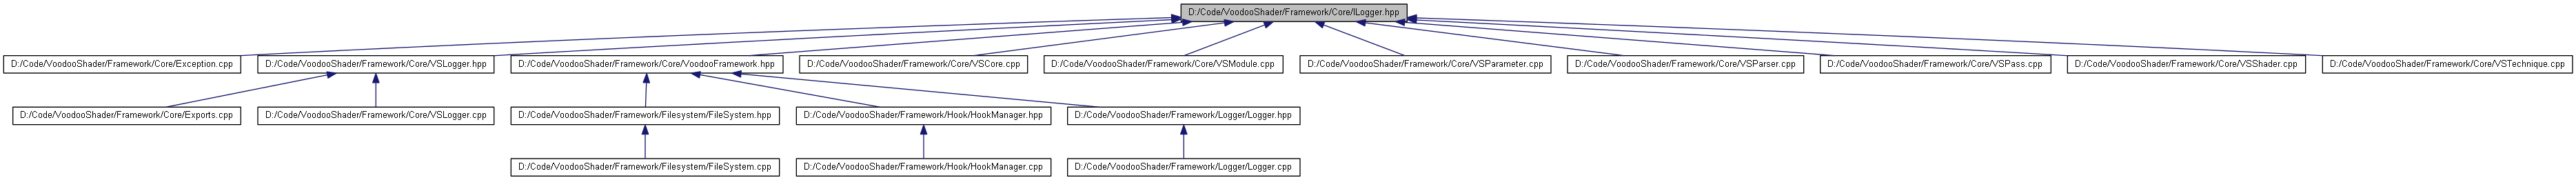 D:/Code/VoodooShader/Framework/Core/ILogger.hpp
D:/Code/VoodooShader/Framework/Core/Exception.cpp
D:/Code/VoodooShader/Framework/Core/VSLogger.hpp
D:/Code/VoodooShader/Framework/Core/VoodooFramework.hpp
D:/Code/VoodooShader/Framework/Core/VSCore.cpp
D:/Code/VoodooShader/Framework/Core/VSModule.cpp
D:/Code/VoodooShader/Framework/Core/VSParameter.cpp
D:/Code/VoodooShader/Framework/Core/VSParser.cpp
D:/Code/VoodooShader/Framework/Core/VSPass.cpp
D:/Code/VoodooShader/Framework/Core/VSShader.cpp
D:/Code/VoodooShader/Framework/Core/VSTechnique.cpp
D:/Code/VoodooShader/Framework/Core/Exports.cpp
D:/Code/VoodooShader/Framework/Core/VSLogger.cpp
D:/Code/VoodooShader/Framework/Filesystem/FileSystem.hpp
D:/Code/VoodooShader/Framework/Hook/HookManager.hpp
D:/Code/VoodooShader/Framework/Logger/Logger.hpp
D:/Code/VoodooShader/Framework/Filesystem/FileSystem.cpp
D:/Code/VoodooShader/Framework/Hook/HookManager.cpp
D:/Code/VoodooShader/Framework/Logger/Logger.cpp